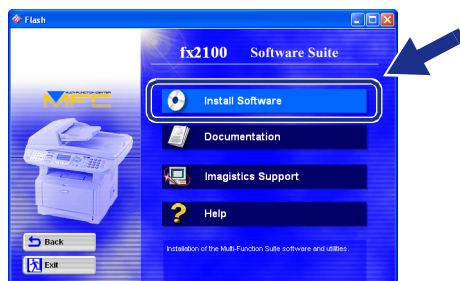 Flash
fx2100 Software Suite
MULTI-FUNCTION CENTER
MFC
Install Software
Documentation
Imagistics Support
Help
Back
Exit
Installation of the Multi-Function Suite software and utilities.